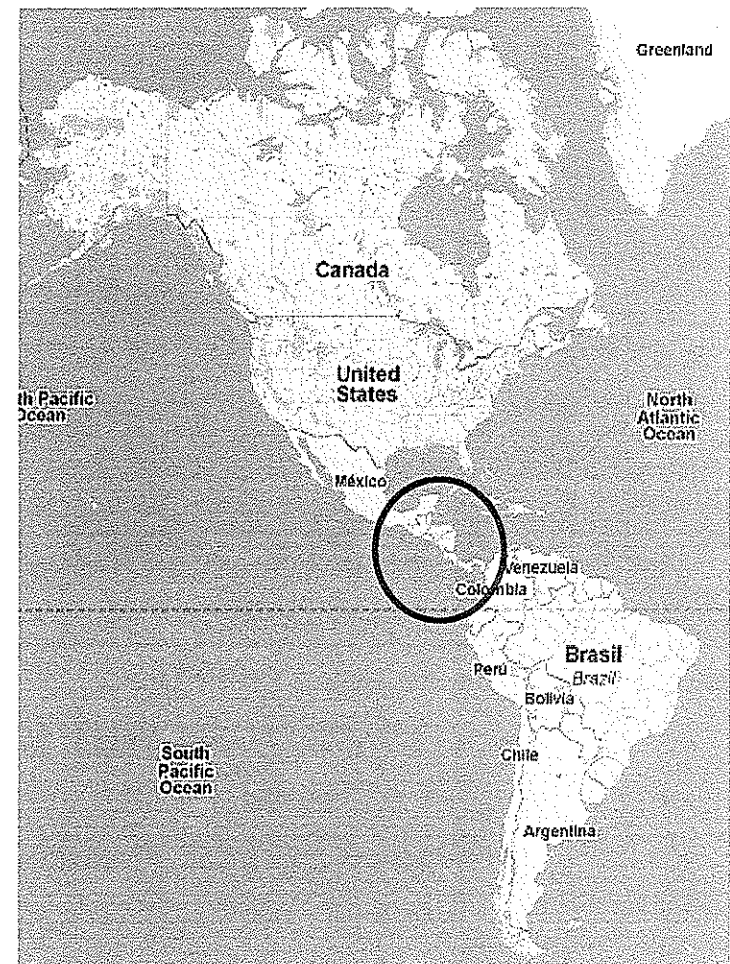 Greenland
Canada
United
States
th Pacific
Ocean
North
Atlantic
Ocean
México
Venezuela
Colombia
Brasil
Brazil
Perú
Bolivia
South
Pacific
Ocean
Chile
Argentina